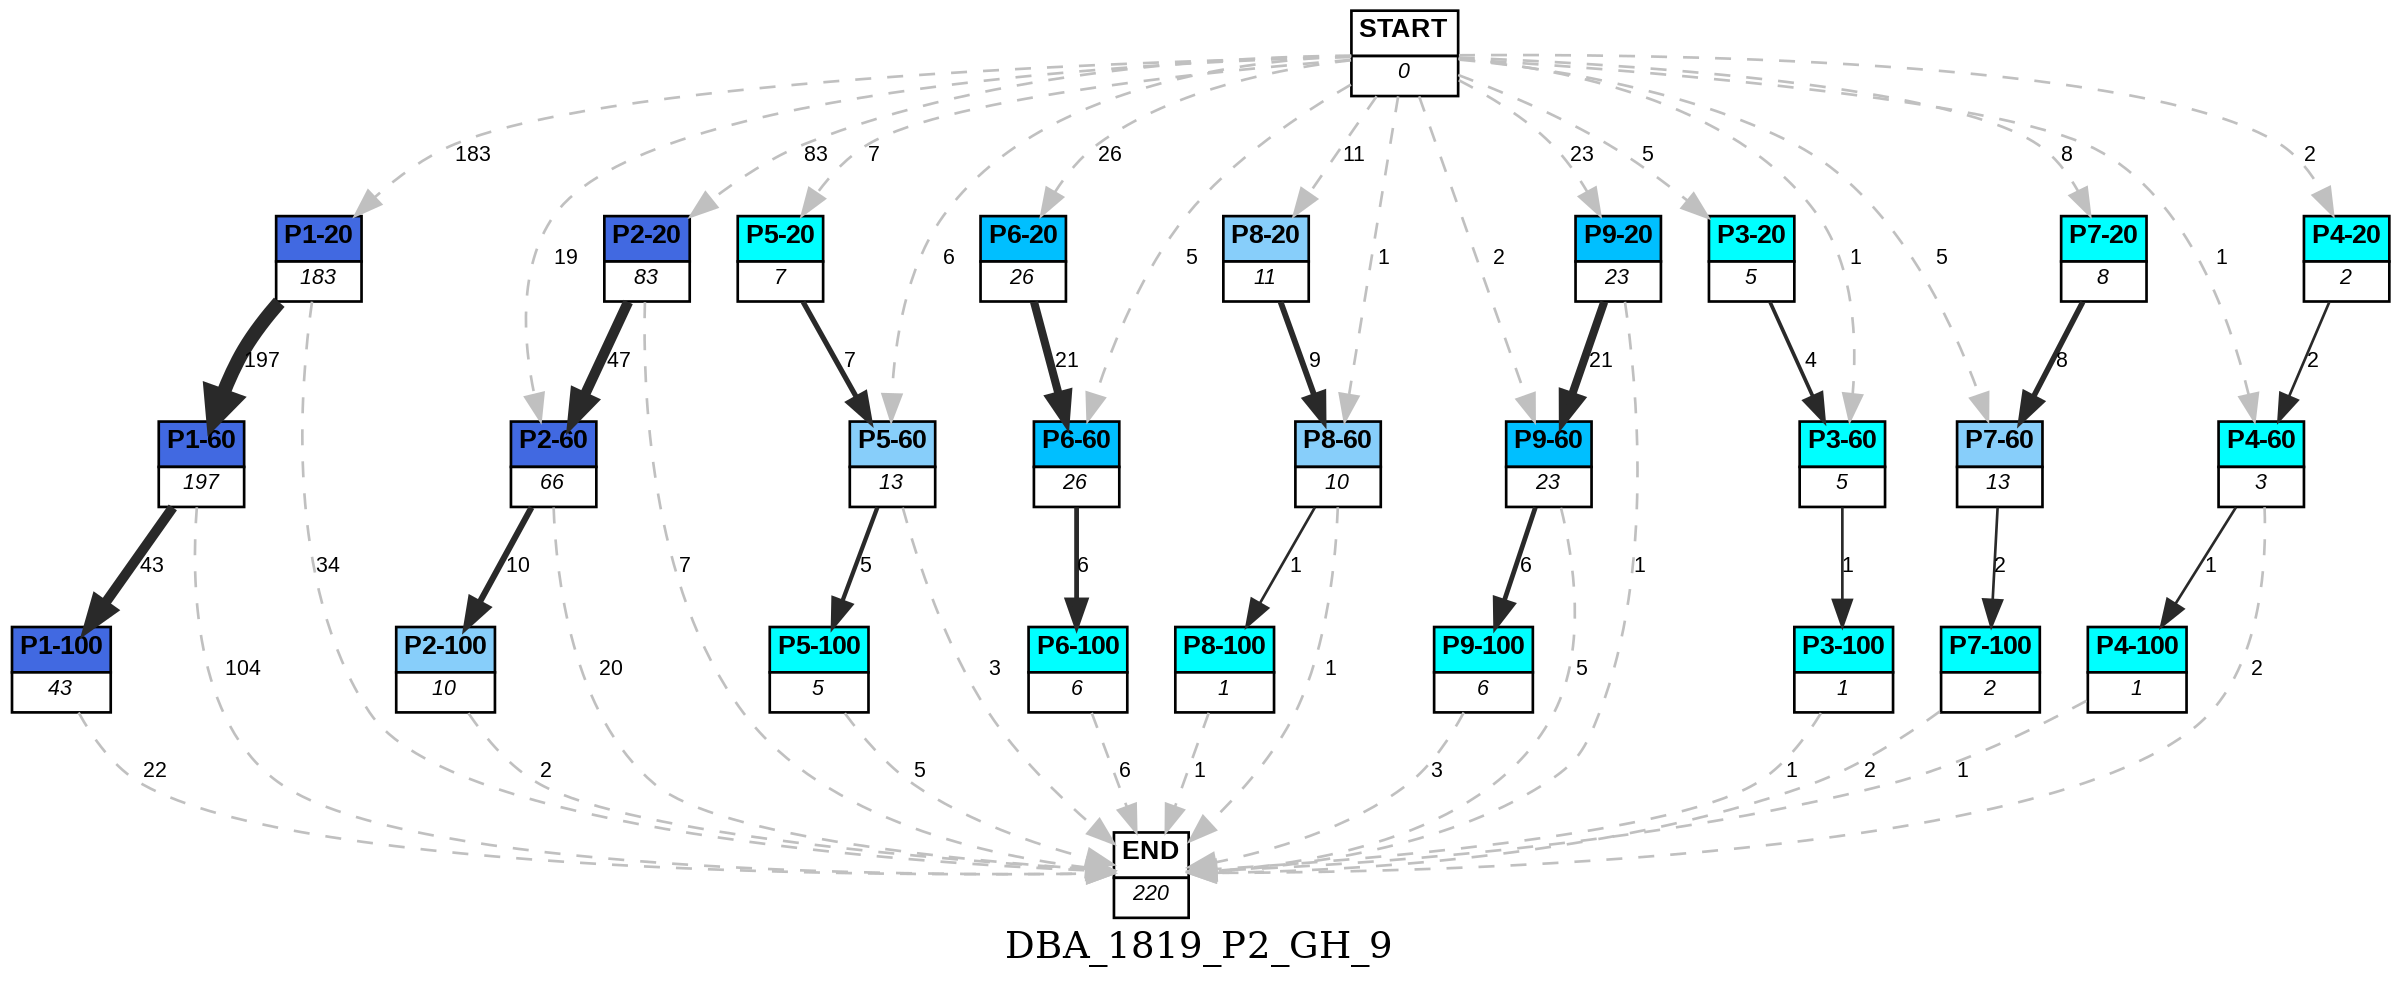 START
0
183
83
7
26
11
23
5
8
2
P1-20
183
P2-20
83
P5-20
7
P6-20
26
P8-20
11
P9-20
23
P3-20
5
P7-20
8
P4-20
2
19
6
5
1
2
1
5
1
197
47
7
21
9
21
4
8
2
P1-60
197
P2-60
66
P5-60
13
P6-60
26
P8-60
10
P9-60
23
P3-60
5
P7-60
13
P4-60
3
43
34
10
7
5
6
1
6
1
1
2
1
P1-100
43
104
P2-100
10
20
P5-100
5
3
P6-100
6
P8-100
1
1
P9-100
6
5
P3-100
1
P7-100
2
P4-100
1
2
22
2
5
6
1
3
1
2
1
END
220
DBA_1819_P2_GH_9